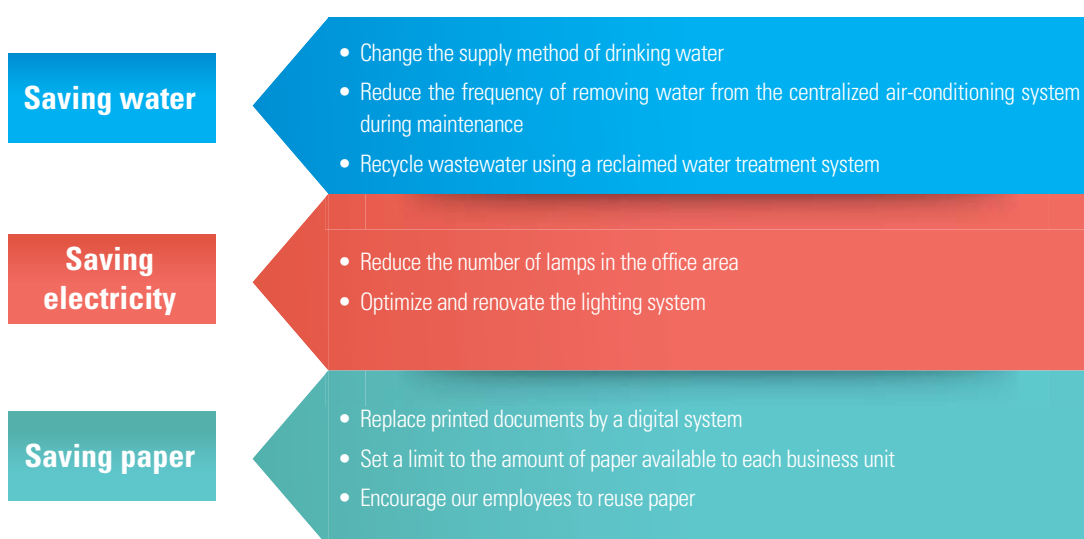 Saving water
• Change the supply method of drinking water
• Reduce the frequency of removing water from the centralized air-conditioning system
during maintenance
• Recycle wastewater using a reclaimed water treatment system
Saving
electricity
• Reduce the number of lamps in the office area
• Optimize and renovate the lighting system
Saving paper
• Replace printed documents by a digital system
• Set a limit to the amount of paper available to each business unit
• Encourage our employees to reuse paper